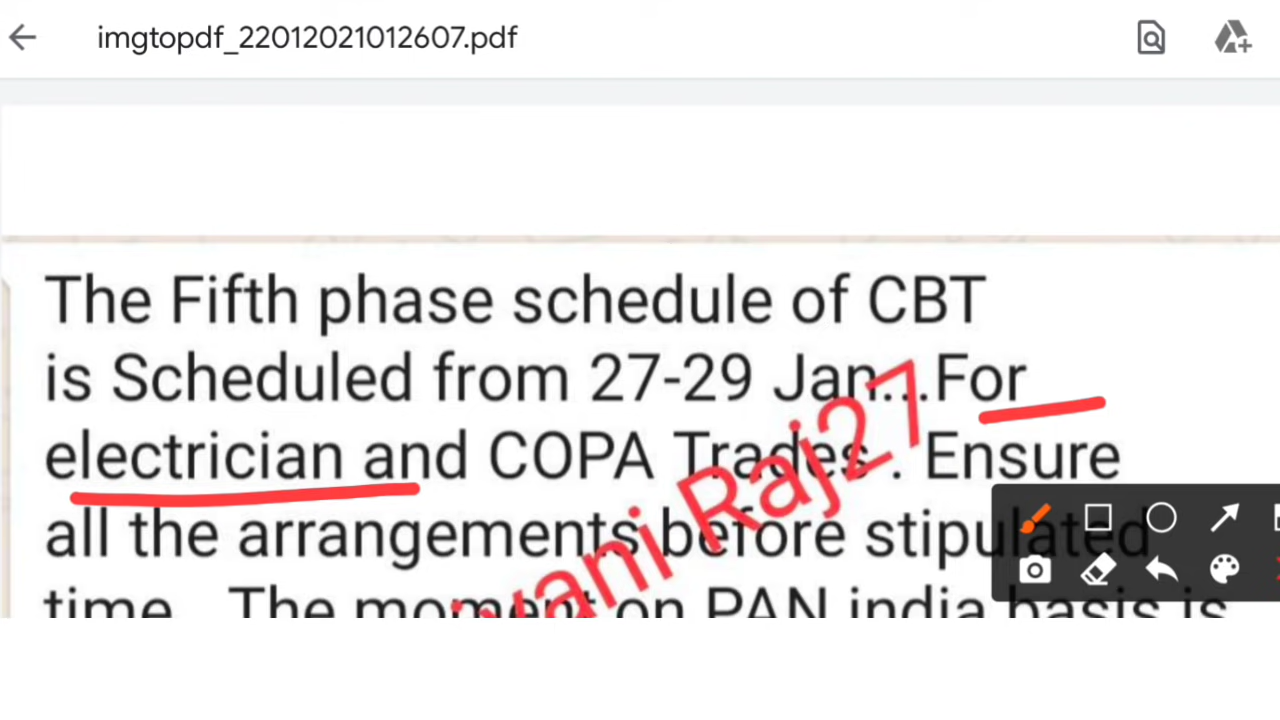 imgtopdf_22012021012607.pdf
The Fifth phase schedule of CBT
is Scheduled from 27-29 Jan...For
electrician and COPA Trades . Ensure
all the arrangements before stipulated
time The moment on PAN india basis is
Raj27